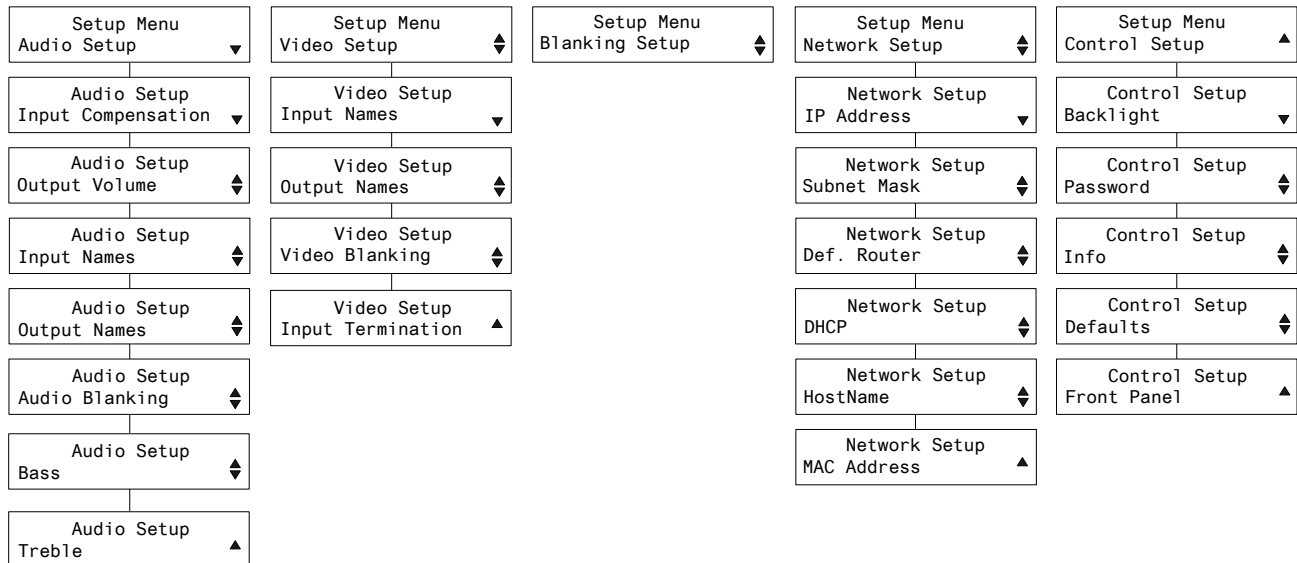 Setup Menu
Audio Setup
Audio Setup
Input Compensation
Audio Setup
Output Volume
Audio Setup
Input Names
Audio Setup
Output Names
Audio Setup
Audio Blanking
Audio Setup
Bass
Audio Setup
Treble
Setup Menu
Video Setup
Video Setup
Input Names
Video Setup
Output Names
Video Setup
Video Blanking
Video Setup
Input Termination
Setup Menu
Blanking Setup
Setup Menu
Network Setup
Network Setup
IP Address
Network Setup
Subnet Mask
Network Setup
Def. Router
Network Setup
DHCP
Network Setup
HostName
Network Setup
MAC Address
Setup Menu
Control Setup
Control Setup
Backlight
Control Setup
Password
Control Setup
Info
Control Setup
Defaults
Control Setup
Front Panel